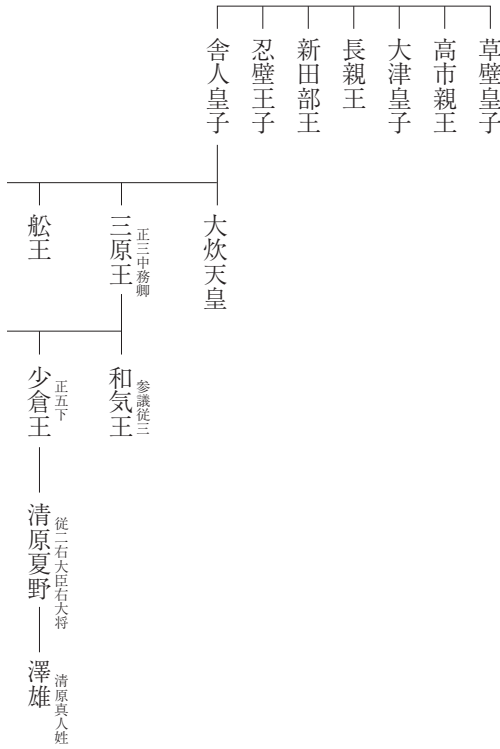 草壁皇子
高市親王
大津皇子
長親王
新田部王
忍壁王子
舎人皇子
大炊天皇
三原王
正三中務卿
舩王
和気王
参議従三
少倉王
正五下
清原夏野
従二右大臣右大将
澤雄
清原真人姓